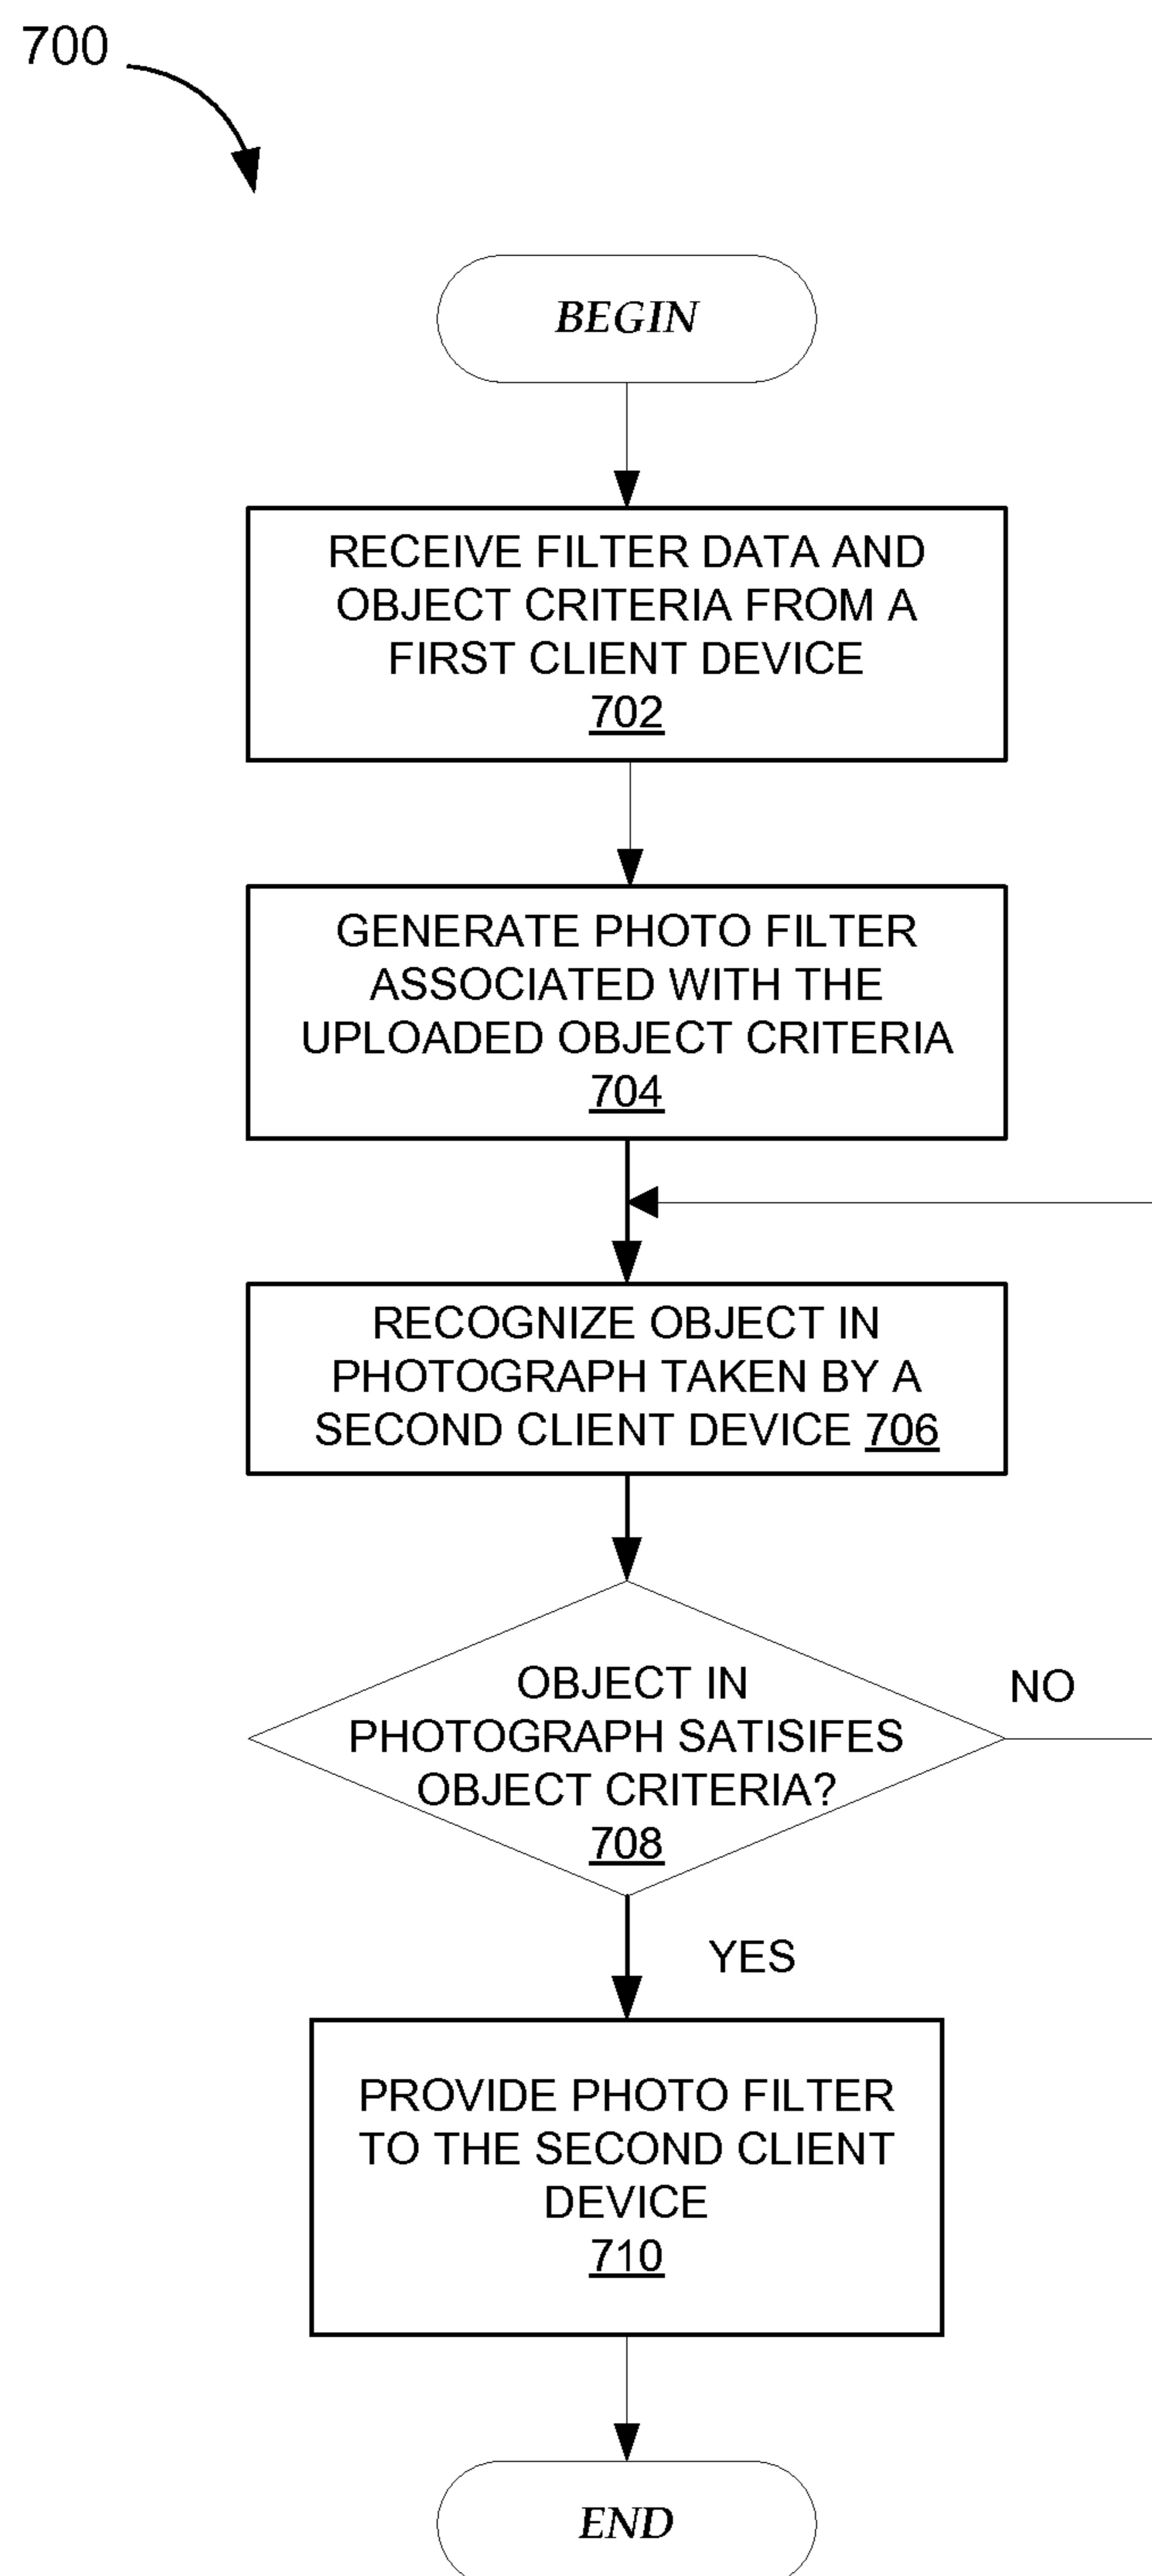 700
BEGIN
RECEIVE FILTER DATA AND
OBJECT CRITERIA FROM A
FIRST CLIENT DEVICE
702
GENERATE PHOTO FILTER
ASSOCIATED WITH THE
UPLOADED OBJECT CRITERIA
704
RECOGNIZE OBJECT IN
PHOTOGRAPH TAKEN BY A
SECOND CLIENT DEVICE 706
OBJECT IN
PHOTOGRAPH SATISIFES
OBJECT CRITERIA?
708
NO
YES
PROVIDE PHOTO FILTER
TO THE SECOND CLIENT
DEVICE
710
END